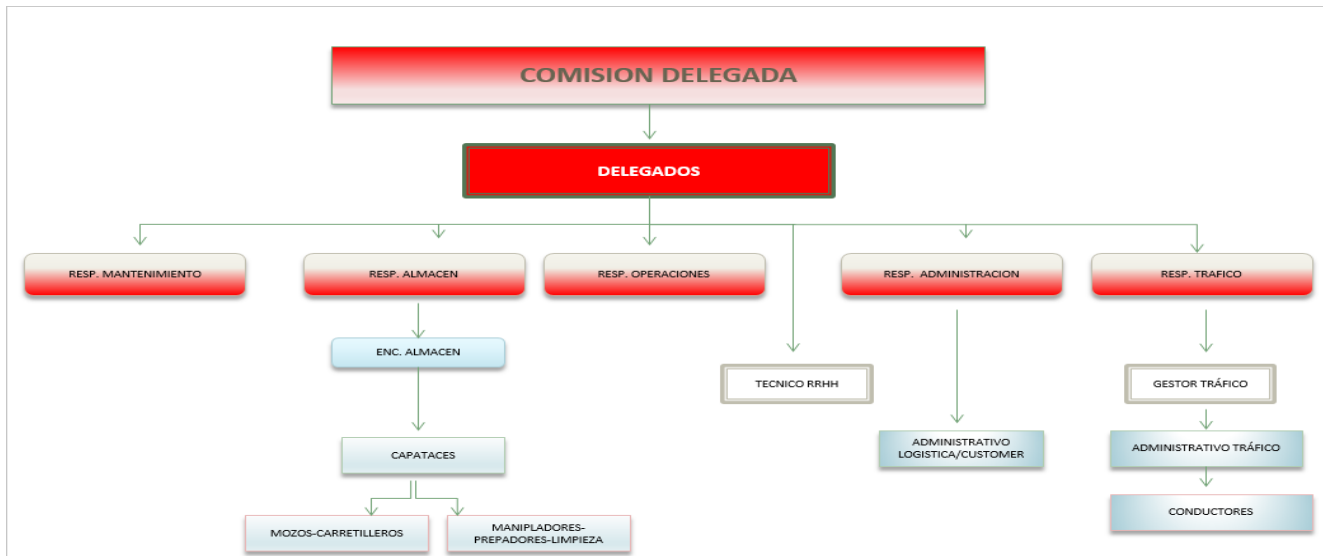 COMISION DELEGADA
DELEGADOS
RESP. MANTENIMIENTO
RESP. ALMACEN
RESP. OPERACIONES
RESP. ADMINISTRACION
RESP. TRAFICO
ENC. ALMACEN
TECNICO RRHH
GESTOR TRÁFICO
CAPATACES
ADMINISTRATIVO
LOGISTICA/CUSTOMER
ADMINISTRATIVO TRÁFICO
MOZOS-CARRETILLEROS
MANIPLADORES-
PREPADORES-LIMPIEZA
CONDUCTORES